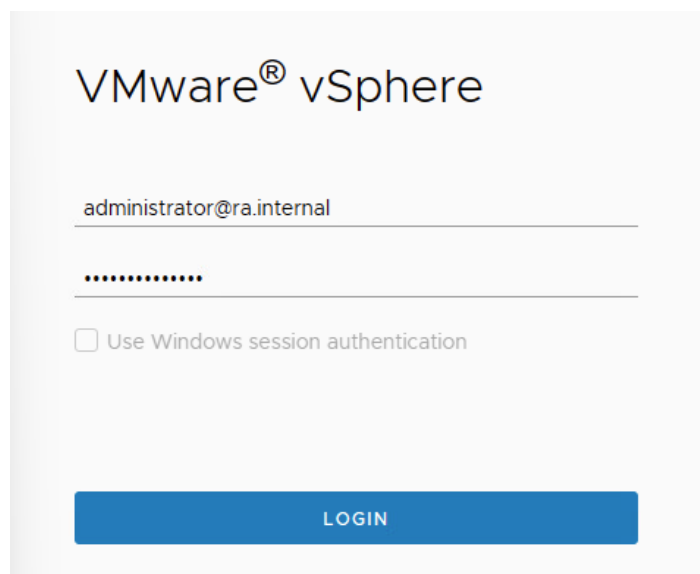 VMware® vSphere
administrator@ra.internal
••••••••••••••
Use Windows session authentication
LOGIN